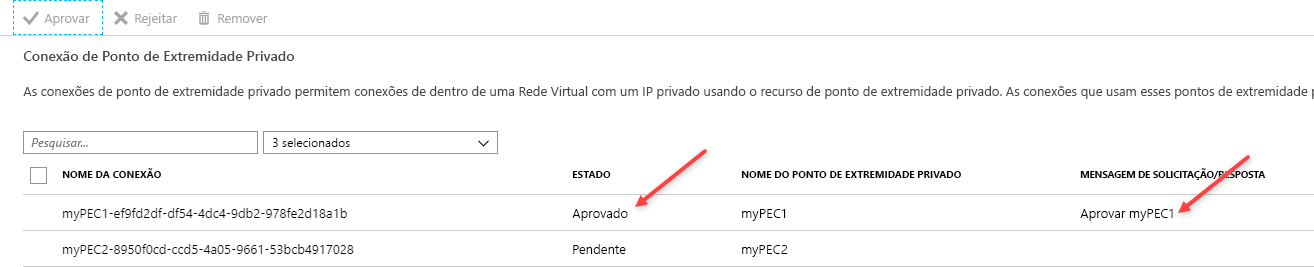 Aprovar Rejeitar Remover
Conexão de Ponto de Extremidade Privado
As conexões de ponto de extremidade privado permitem conexões de dentro de uma Rede Virtual com um IP privado usando o recurso de ponto de extremidade privado. As conexões que usam esses pontos de extremidade p
Pesquisar... 3 selecionados
NOME DA CONEXÃO ESTADO NOME DO PONTO DE EXTREMIDADE PRIVADO MENSAGEM DE SOLICITAÇÃO/RESPOSTA
myPEC1-ef9fd2df-df54-4dc4-9db2-978fe2d18a1b Aprovado myPEC1 Aprovar myPEC1
myPEC2-8950f0cd-ccd5-4a05-9661-53bcb4917028 Pendente myPEC2